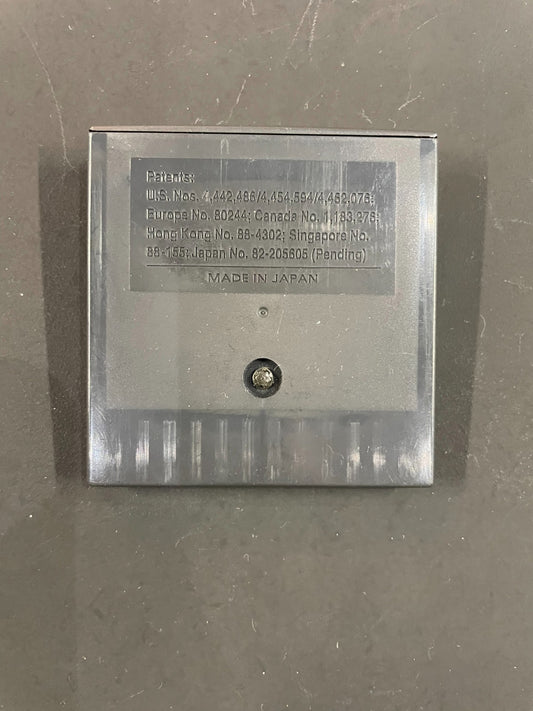 Patents:
U.S. Nos. 4,442,486/4,454,594/4,462,076;
Europe No. 80244; Canada No. 1,183,276;
Hong Kong No. 88-4302; Singapore No.
88-155; Japan No. 82-205605 (Pending)
MADE IN JAPAN